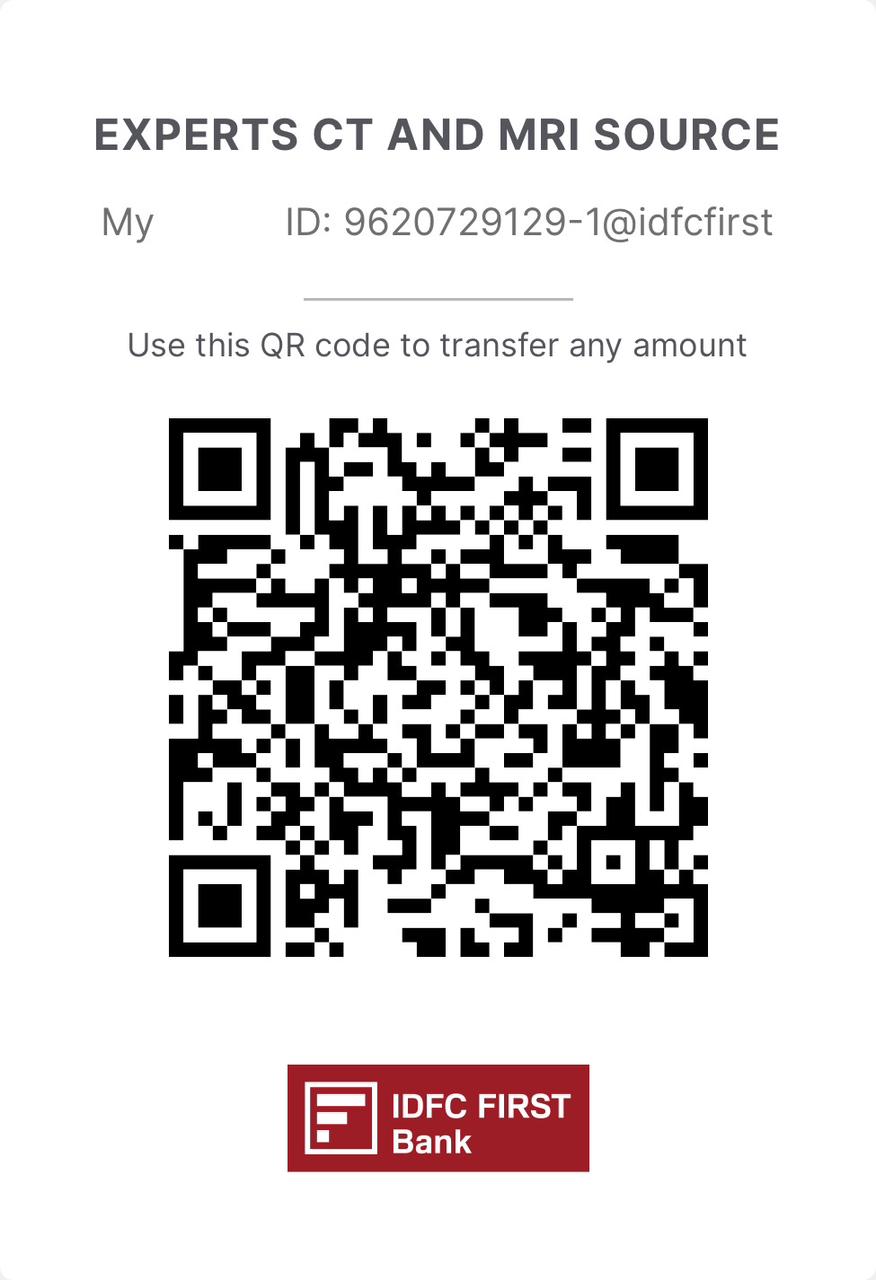 EXPERTS CT AND MRI SOURCE
My ID: 9620729129-1@idfcfirst
Use this QR code to transfer any amount
IDFC FIRST
Bank